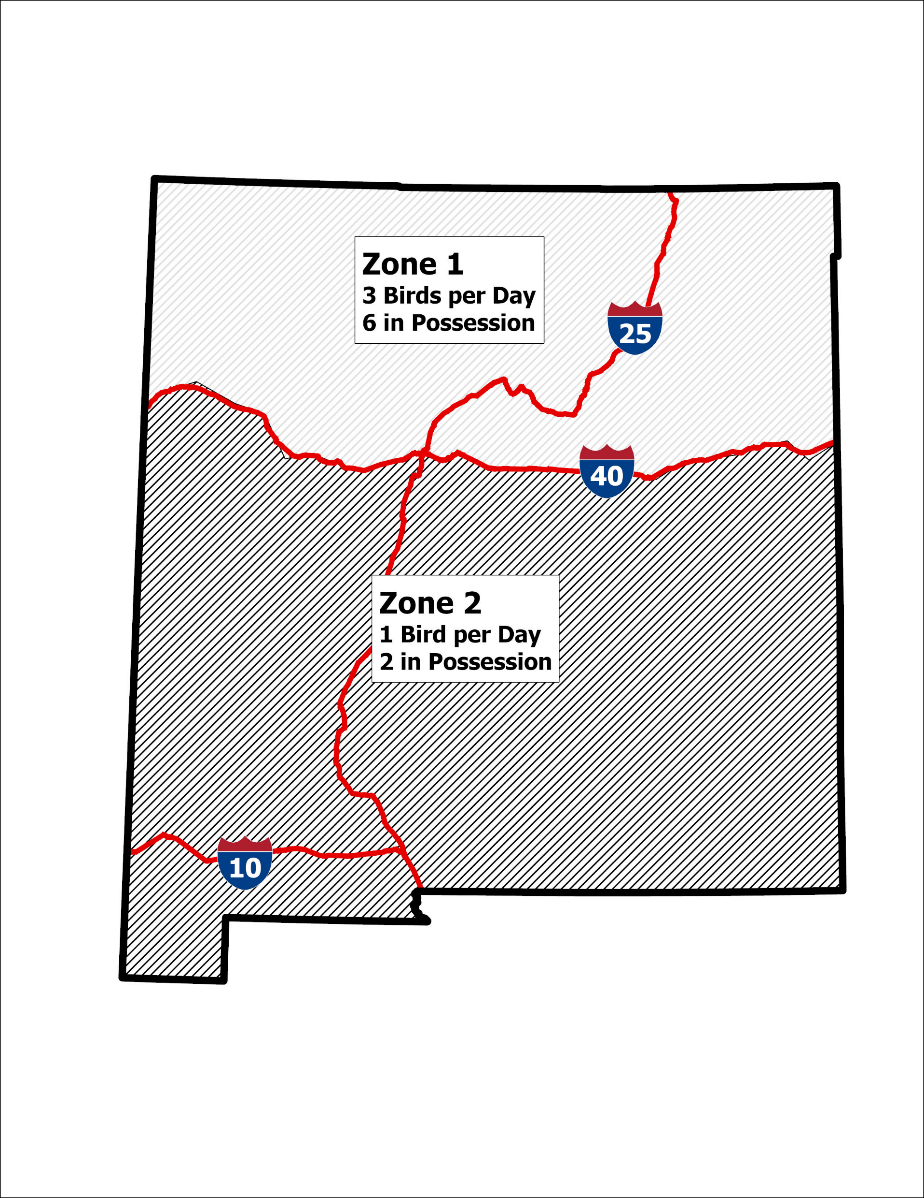 Zone 1
3 Birds per Day
6 in Possession
25
40
Zone 2
1 Bird per Day
2 in Possession
10